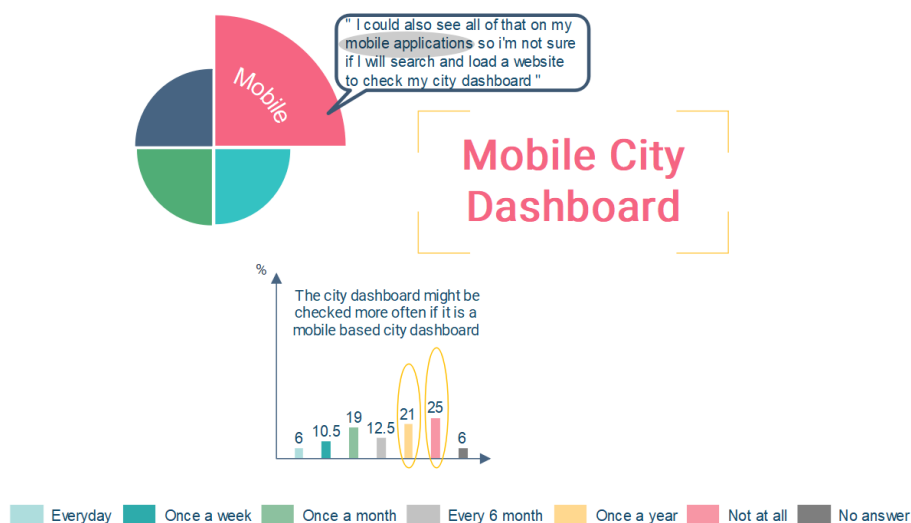 " I could also see all of that on my
mobile applications so i'm not sure
if I will search and load a website
to check my city dashboard "
Mobile
Mobile City
Dashboard
%
The city dashboard might be
checked more often if it is a
mobile based city dashboard
6 10.5 19 12.5 21 25 6
Everyday Once a week Once a month Every 6 month Once a year Not at all No answer